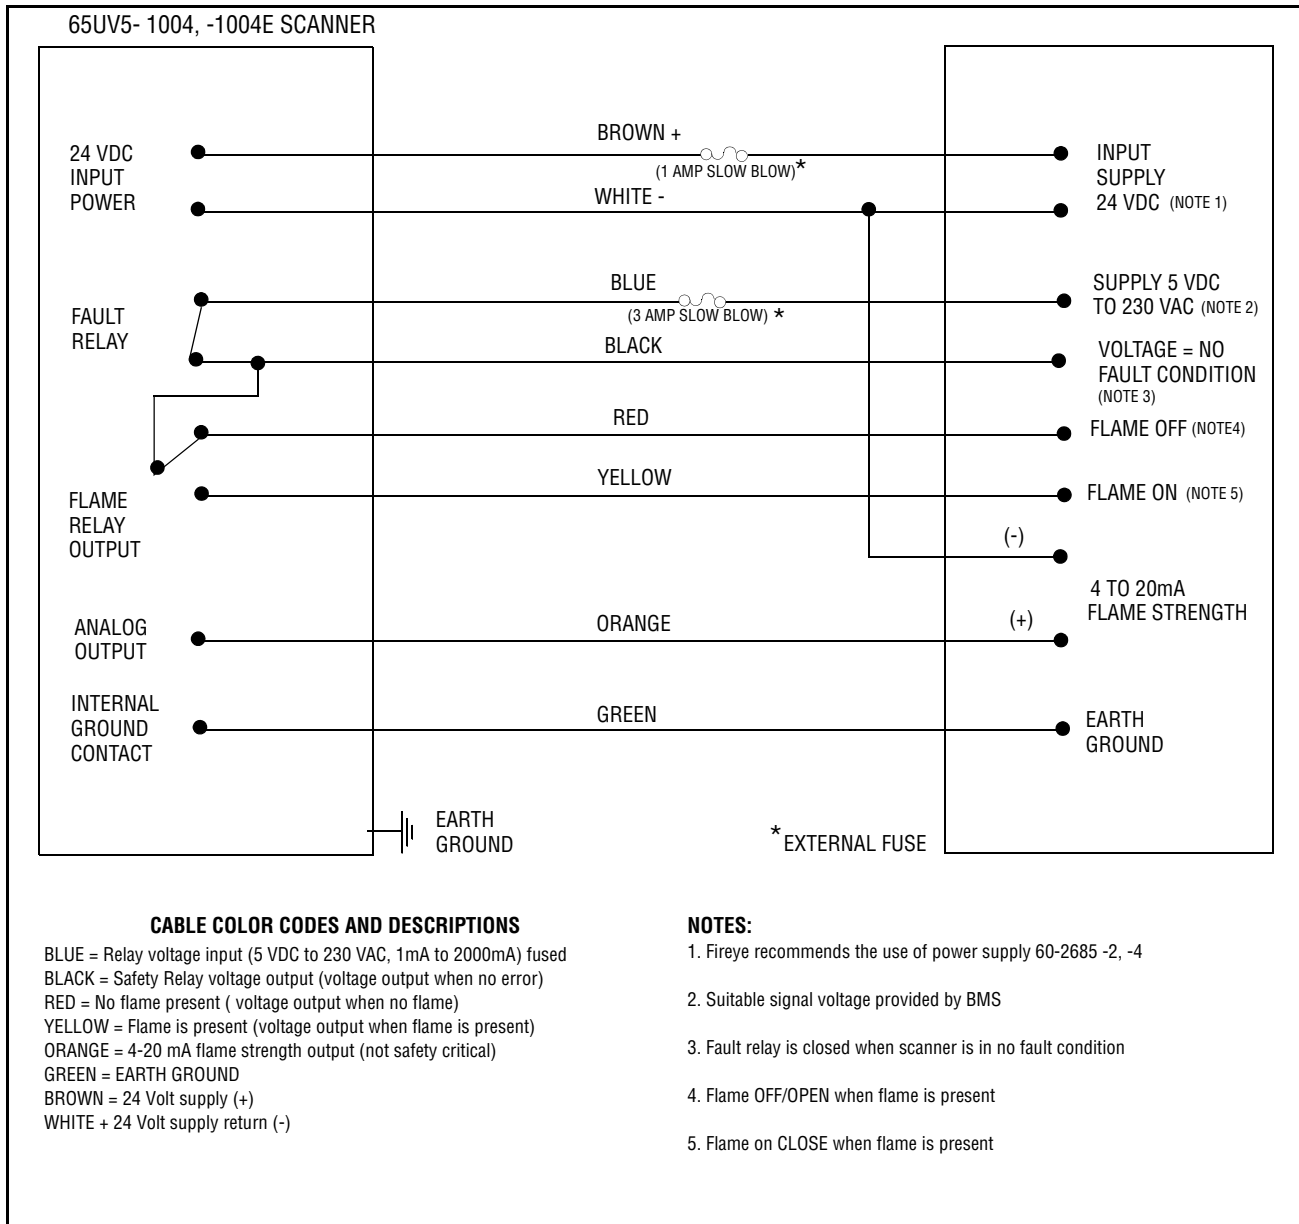 65UV5- 1004, -1004E SCANNER
24 VDC
INPUT
POWER
BROWN +
(1 AMP SLOW BLOW)*
WHITE -
INPUT
SUPPLY
24 VDC (NOTE 1)
FAULT
RELAY
BLUE
(3 AMP SLOW BLOW) *
BLACK
SUPPLY 5 VDC
TO 230 VAC (NOTE 2)
VOLTAGE = NO
FAULT CONDITION
(NOTE 3)
RED
FLAME OFF (NOTE4)
FLAME
RELAY
OUTPUT
YELLOW
FLAME ON (NOTE 5)
(-)
4 TO 20mA
FLAME STRENGTH
ANALOG
OUTPUT
ORANGE
(+)
INTERNAL
GROUND
CONTACT
GREEN
EARTH
GROUND
EARTH
GROUND
*EXTERNAL FUSE
CABLE COLOR CODES AND DESCRIPTIONS
BLUE = Relay voltage input (5 VDC to 230 VAC, 1mA to 2000mA) fused
BLACK = Safety Relay voltage output (voltage output when no error)
RED = No flame present ( voltage output when no flame)
YELLOW = Flame is present (voltage output when flame is present)
ORANGE = 4-20 mA flame strength output (not safety critical)
GREEN = EARTH GROUND
BROWN = 24 Volt supply (+)
WHITE + 24 Volt supply return (-)
NOTES:
1. Fireye recommends the use of power supply 60-2685 -2, -4
2. Suitable signal voltage provided by BMS
3. Fault relay is closed when scanner is in no fault condition
4. Flame OFF/OPEN when flame is present
5. Flame on CLOSE when flame is present